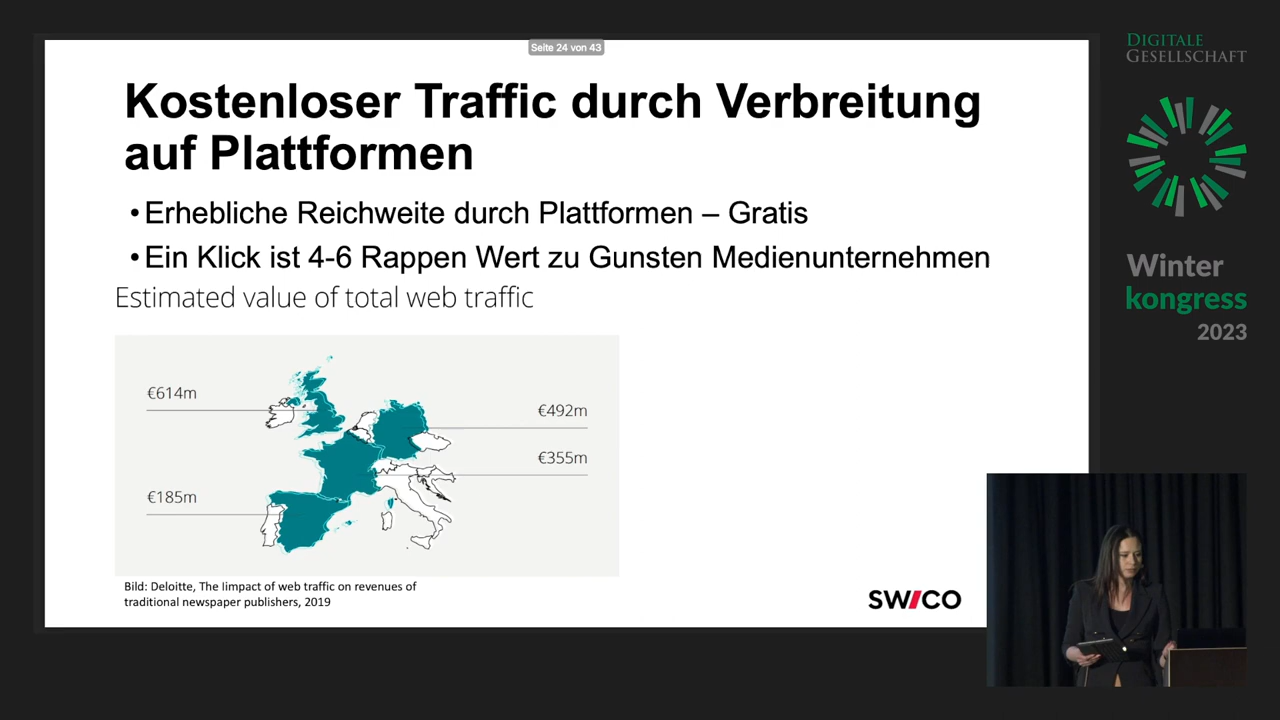 Seite 24 von 43
Kostenloser Traffic durch Verbreitung
auf Plattformen
•Erhebliche Reichweite durch Plattformen – Gratis
•Ein Klick ist 4-6 Rappen Wert zu Gunsten Medienunternehmen
Estimated value of total web traffic
€614m
€492m
€355m
€185m
Bild: Deloitte, The Iimpact of web traffic on revenues of
traditional newspaper publishers, 2019
SWICO
DIGITALE
GESELLSCHAFT
Winter
kongress
2023